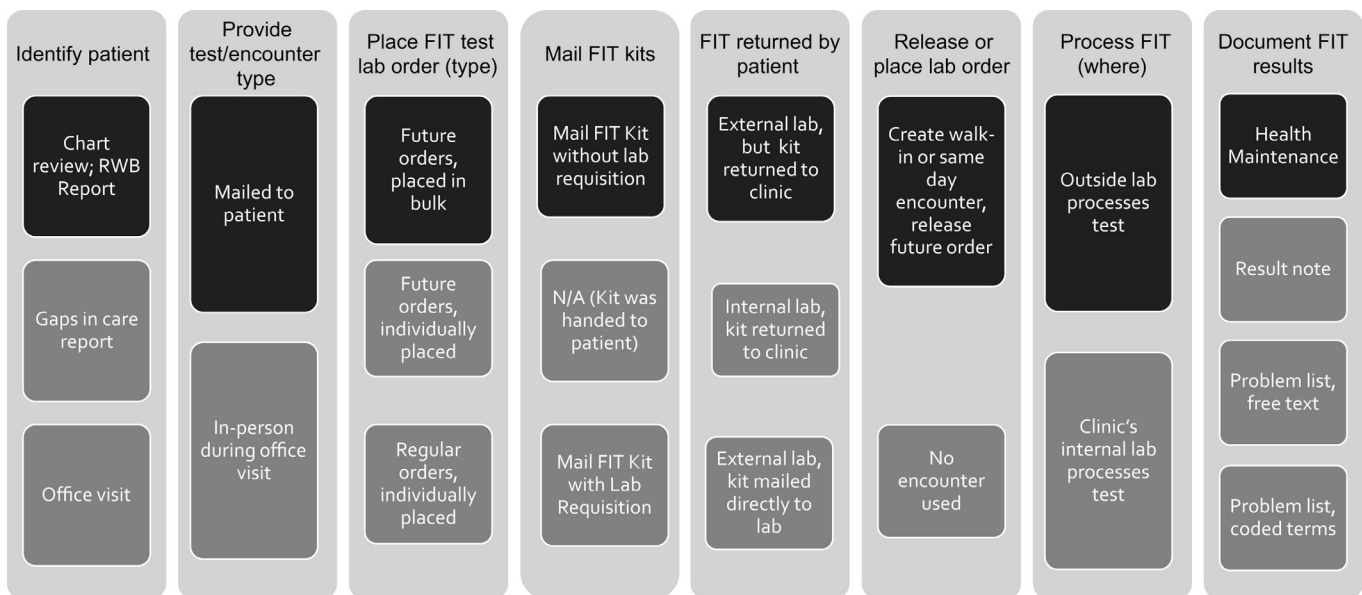 Identify patient
Chart
review; RWB
Report
Gaps in care
report
Office visit
Provide
test/encounter
type
Mailed to
patient
In-person
during office
visit
Place FIT test
lab order (type)
Future
orders,
placed in
bulk
Future
orders,
individually
placed
Regular
orders,
individually
placed
Mail FIT kits
Mail FIT Kit
without lab
requisition
N/A (Kit was
handed to
patient)
Mail FIT Kit
with Lab
Requisition
FIT returned by
patient
External lab,
but kit
returned to
clinic
Internal lab,
kit returned
to clinic
External lab,
kit mailed
directly to
lab
Release or
place lab order
Create walk-
in or same
day
encounter,
release
future order
No
encounter
used
Process FIT
(where)
Outside lab
processes
test
Clinic’s
internal lab
processes
test
Document FIT
results
Health
Maintenance
Result note
Problem list,
free text
Problem list,
coded terms